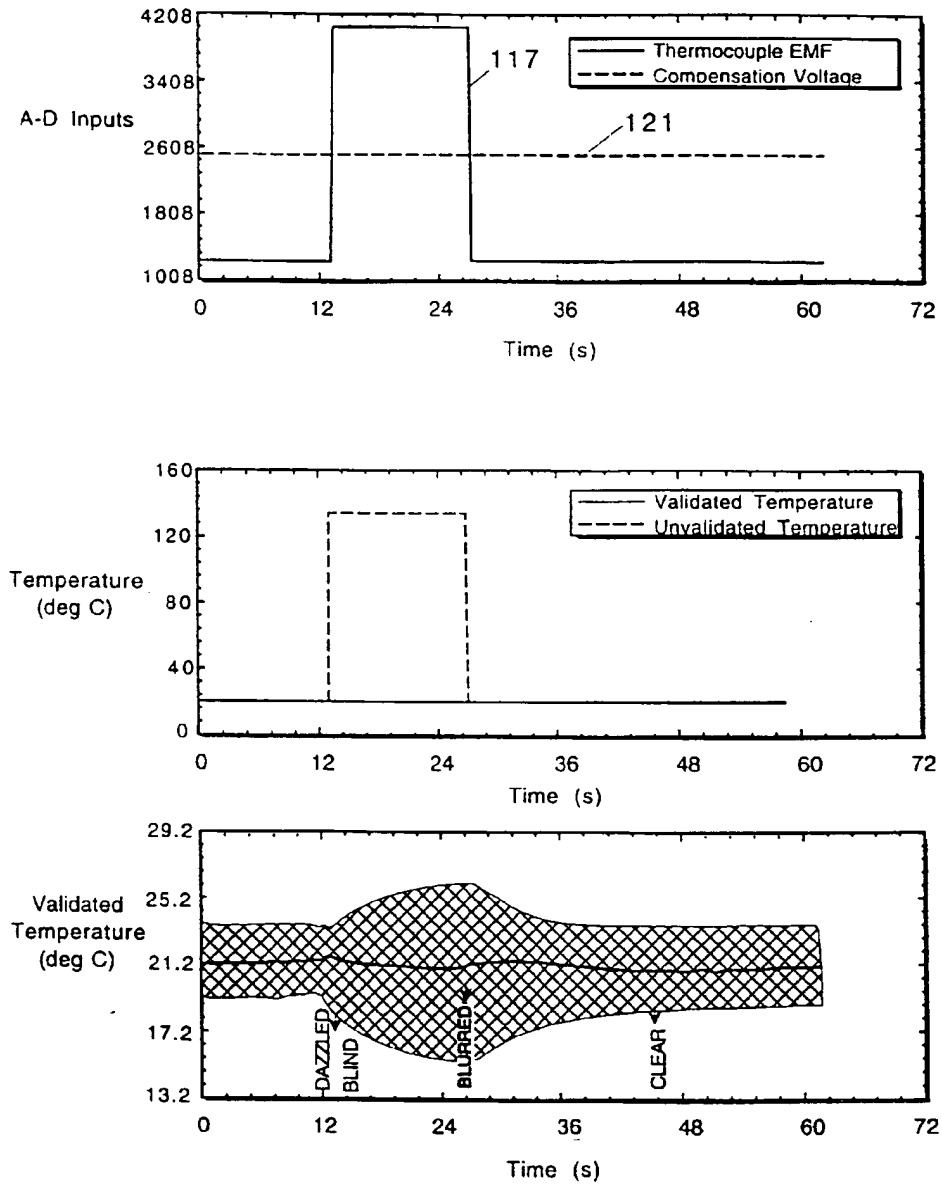 4208
3408
2608
1808
1008
A-D Inputs
Thermocouple EMF
Compensation Voltage
117
121
0 12 24 36 48 60 72
Time (s)
160
120
80
40
0
Temperature
(deg C)
Validated Temperature
Unvalidated Temperature
0 12 24 36 48 60 72
Time (s)
29.2
25.2
21.2
17.2
13.2
Validated
Temperature
(deg C)
DAZZLED
BLIND
BLURRED
CLEAR
0 12 24 36 48 60 72
Time (s)